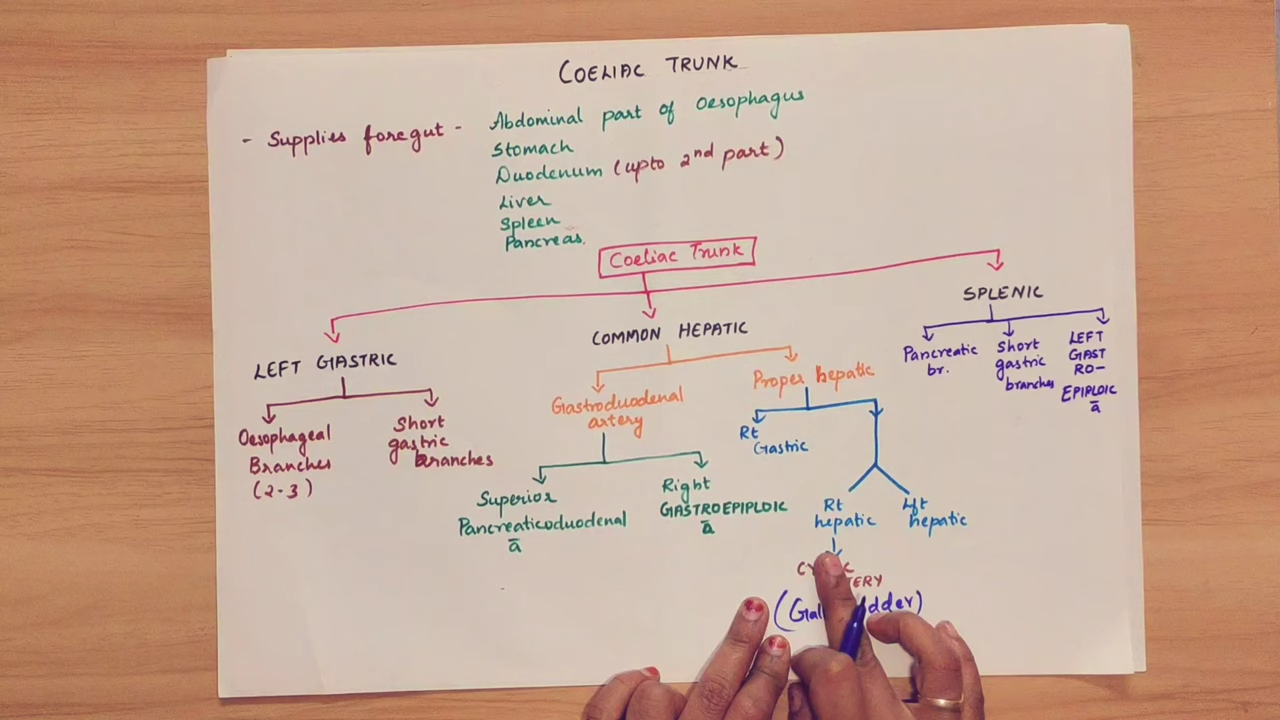 COELIAC TRUNK
- Supplies foregut -
Abdominal part of Oesophagus
Stomach
Duodenum (upto 2nd part)
Liver
Spleen
Pancreas.
Coeliac Trunk
LEFT GASTRIC
Oesophageal
Branches
(2-3)
Short
gastric
branches
COMMON HEPATIC
Gastroduodenal
artery
Superior
Pancreaticoduodenal
ā
Right
GASTROEPIPLOIC
ā
Proper hepatic
Rt
Gastric
Rt
hepatic
Lft
hepatic
SPLENIC
Pancreatic
br.
Short
gastric
branches
LEFT
GAST
RO-
EPIPLOIC
ā